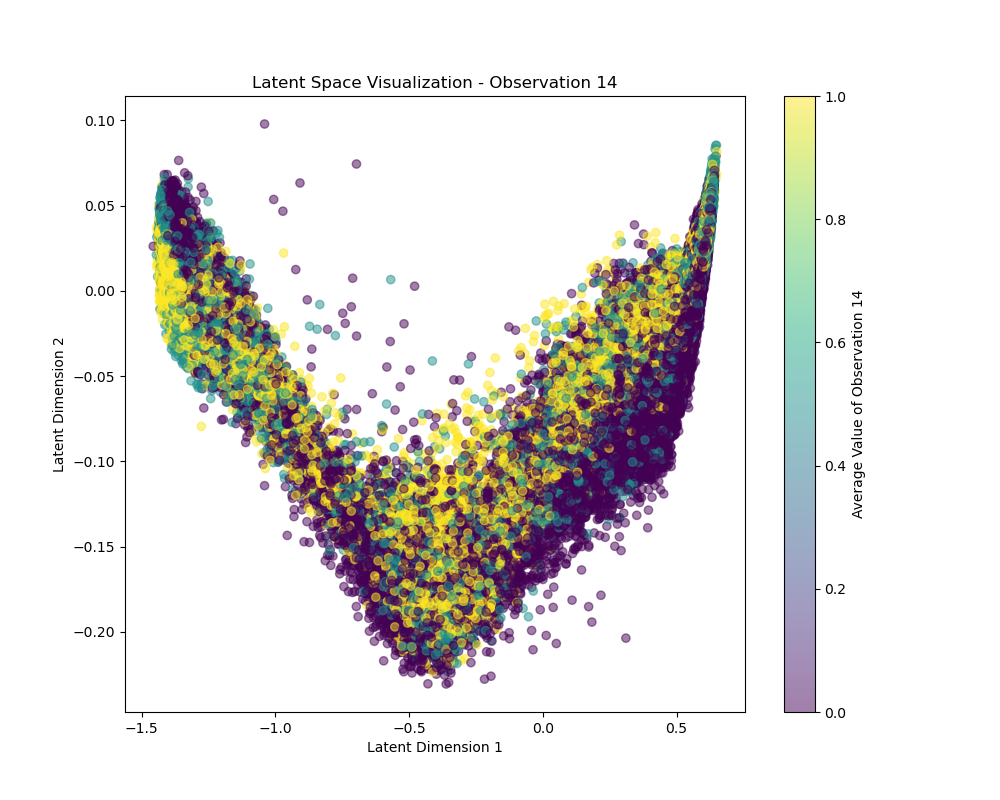 Latent Space Visualization - Observation 14
0.10
0.05
0.00
−0.05
−0.10
−0.15
−0.20
Latent Dimension 2
−1.5 −1.0 −0.5 0.0 0.5
Latent Dimension 1
1.0
0.8
0.6
0.4
0.2
0.0
Average Value of Observation 14